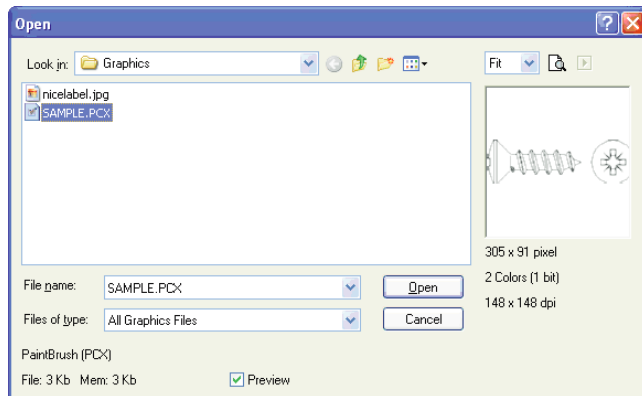 Open
Look in: Graphics
Fit
nicelabel.jpg
SAMPLE.PCX
305 x 91 pixel
2 Colors (1 bit)
148 x 148 dpi
File name: SAMPLE.PCX Open
Files of type: All Graphics Files Cancel
PaintBrush (PCX)
File: 3 Kb Mem: 3 Kb Preview